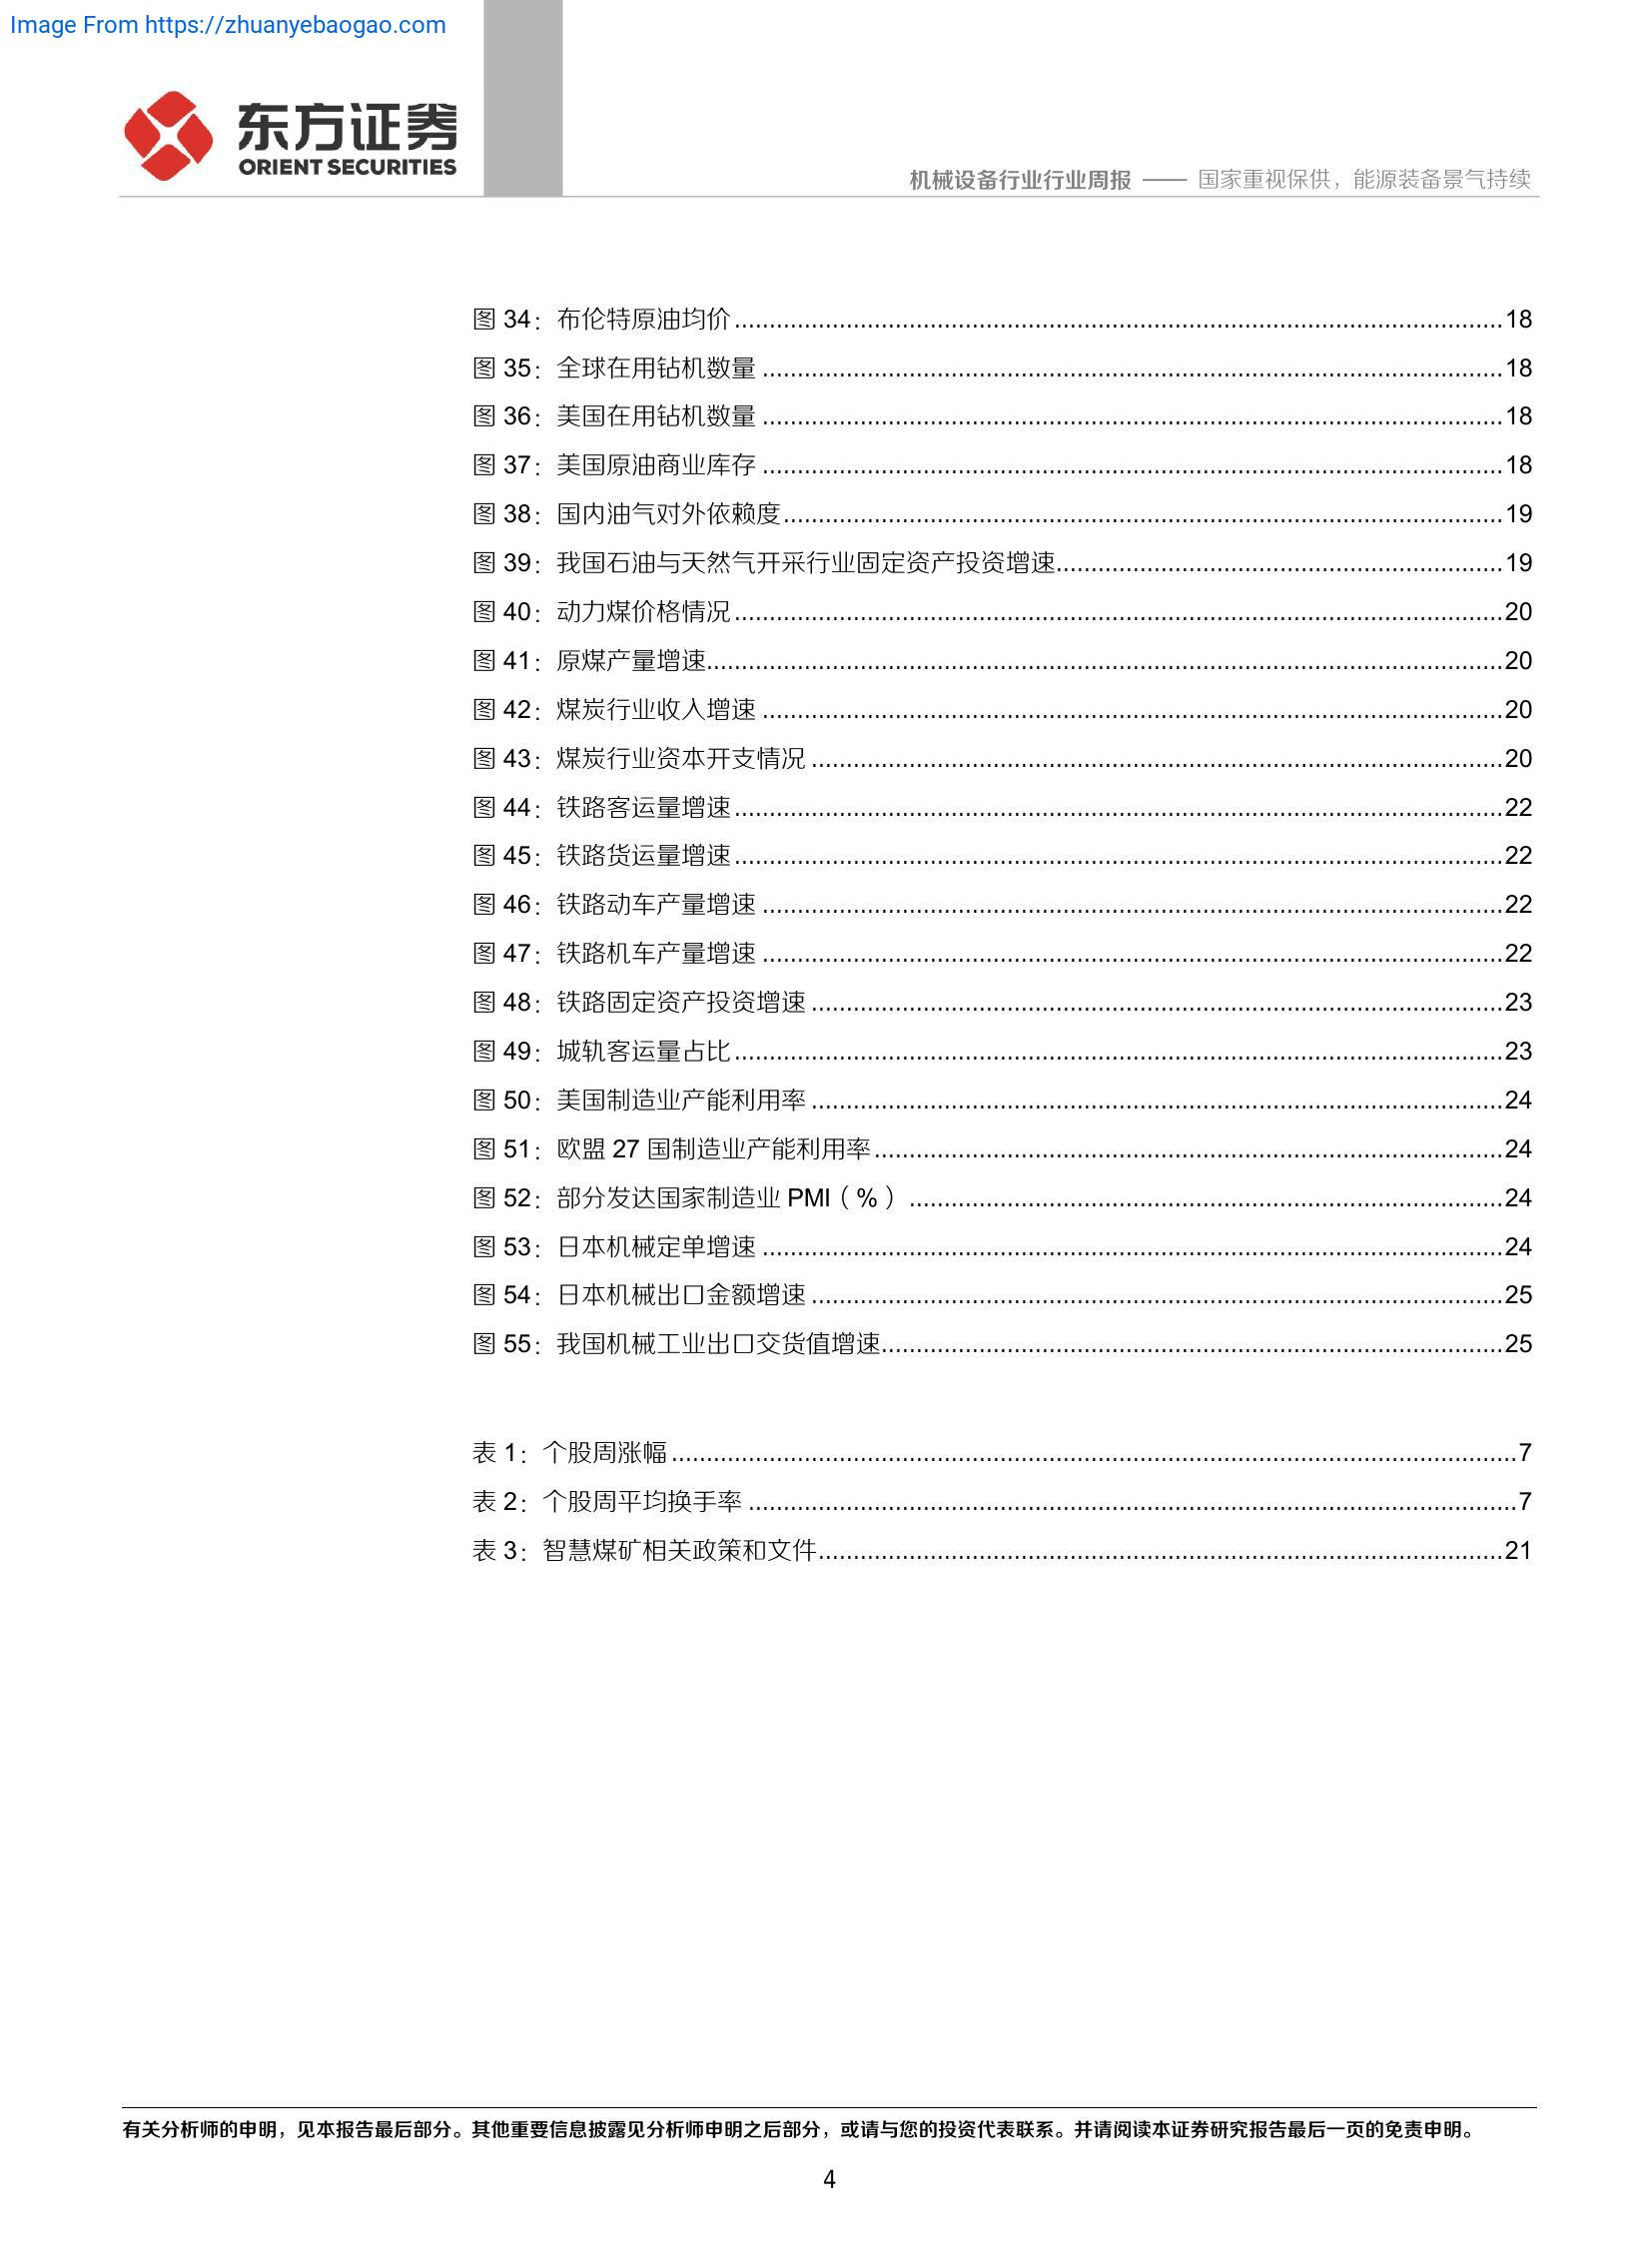 Image From https://zhuanyebaogao.com
东方证券
ORIENT SECURITIES
机械设备行业行业周报 —— 国家重视保供，能源装备景气持续
图 34：布伦特原油均价 18
图 35：全球在用钻机数量 18
图 36：美国在用钻机数量 18
图 37：美国原油商业库存 18
图 38：国内油气对外依赖度 19
图 39：我国石油与天然气开采行业固定资产投资增速 19
图 40：动力煤价格情况 20
图 41：原煤产量增速 20
图 42：煤炭行业收入增速 20
图 43：煤炭行业资本开支情况 20
图 44：铁路客运量增速 22
图 45：铁路货运量增速 22
图 46：铁路动车产量增速 22
图 47：铁路机车产量增速 22
图 48：铁路固定资产投资增速 23
图 49：城轨客运量占比 23
图 50：美国制造业产能利用率 24
图 51：欧盟 27 国制造业产能利用率 24
图 52：部分发达国家制造业 PMI（%） 24
图 53：日本机械定单增速 24
图 54：日本机械出口金额增速 25
图 55：我国机械工业出口交货值增速 25
表 1：个股周涨幅 7
表 2：个股周平均换手率 7
表 3：智慧煤矿相关政策和文件 21
有关分析师的申明，见本报告最后部分。其他重要信息披露见分析师申明之后部分，或请与您的投资代表联系。并请阅读本证券研究报告最后一页的免责申明。
4